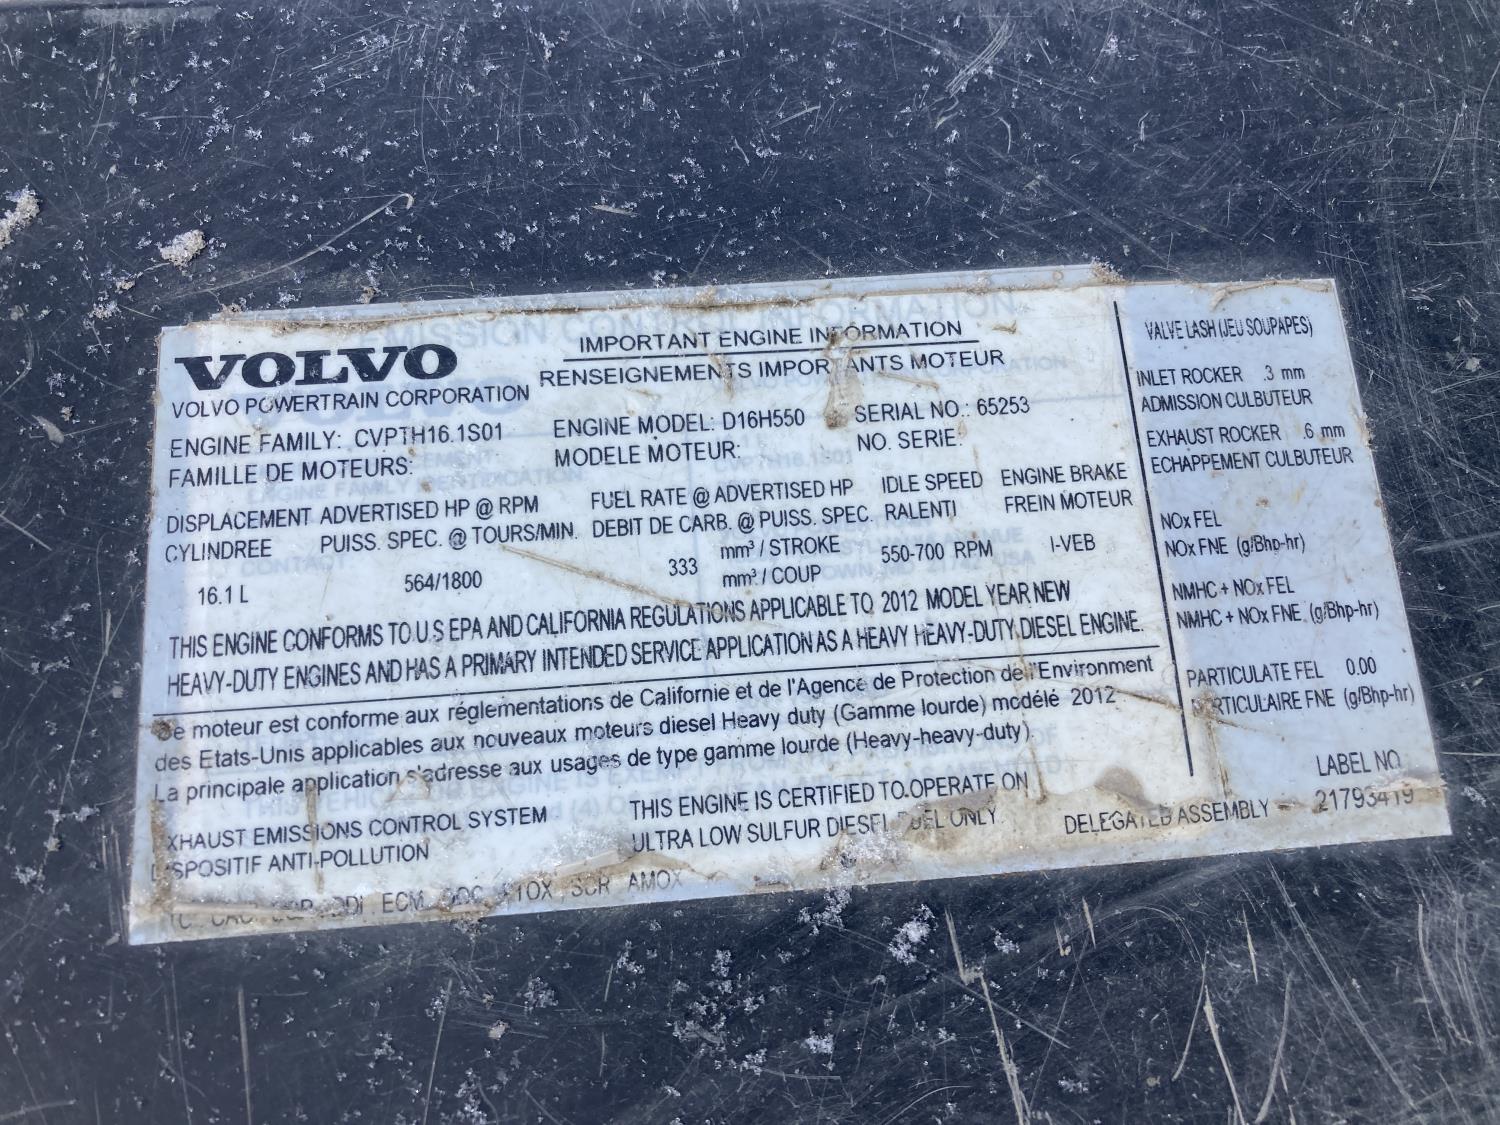 IMPORTANT ENGINE INFORMATION
VOLVO
RENSEIGNEMENTS IMPORTANTS MOTEUR
VOLVO POWERTRAIN CORPORATION
ENGINE FAMILY: CVPTH16.1S01 ENGINE MODEL: D16H550 SERIAL NO.: 65253
FAMILLE DE MOTEURS: MODELE MOTEUR: NO. SERIE:
DISPLACEMENT ADVERTISED HP @ RPM FUEL RATE @ ADVERTISED HP IDLE SPEED ENGINE BRAKE
CYLINDREE PUISS. SPEC. @ TOURS/MIN. DEBIT DE CARB. @ PUISS. SPEC. RALENTI FREIN MOTEUR
16.1 L 564/1800 333 mm³ / STROKE 550-700 RPM I-VEB
mm³ / COUP
THIS ENGINE CONFORMS TO U.S EPA AND CALIFORNIA REGULATIONS APPLICABLE TO 2012 MODEL YEAR NEW
HEAVY-DUTY ENGINES AND HAS A PRIMARY INTENDED SERVICE APPLICATION AS A HEAVY HEAVY-DUTY DIESEL ENGINE.
moteur est conforme aux réglementations de Californie et de l'Agence de Protection de l'Environment
des Etats-Unis applicables aux nouveaux moteurs diesel Heavy duty (Gamme lourde) modélé 2012
La principale application s'adresse aux usages de type gamme lourde (Heavy-heavy-duty).
XHAUST EMISSIONS CONTROL SYSTEM THIS ENGINE IS CERTIFIED TO OPERATE ON
ANTI-POLLUTION ULTRA LOW SULFUR DIESEL FUEL ONLY
ECM SCR AMOX
VALVE LASH (JEU SOUPAPES)
INLET ROCKER .3 mm
ADMISSION CULBUTEUR
EXHAUST ROCKER .6 mm
ECHAPPEMENT CULBUTEUR
NOx FEL
NOx FNE (g/Bhp-hr)
NMHC + NOx FEL
NMHC + NOx FNE (g/Bhp-hr)
PARTICULATE FEL 0.00
PARTICULAIRE FNE (g/Bhp-hr)
LABEL NO.
DELEGATED ASSEMBLY - 21793419